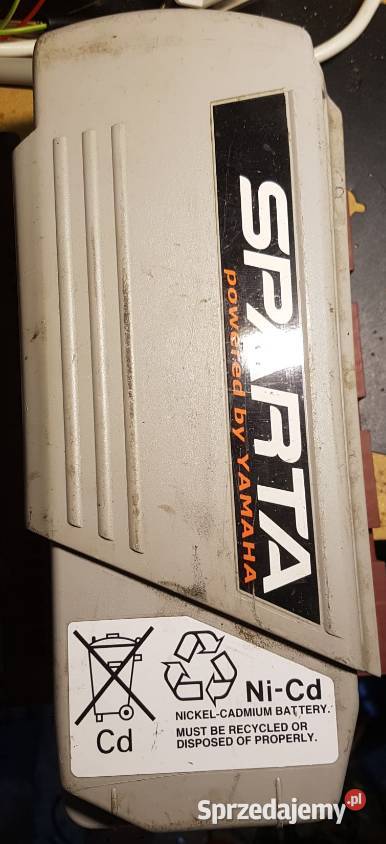 SPARTA
powered by YAMAHA
Cd
Ni-Cd
NICKEL-CADMIUM BATTERY.
MUST BE RECYCLED OR
DISPOSED OF PROPERLY.
Sprzedajemy.pl